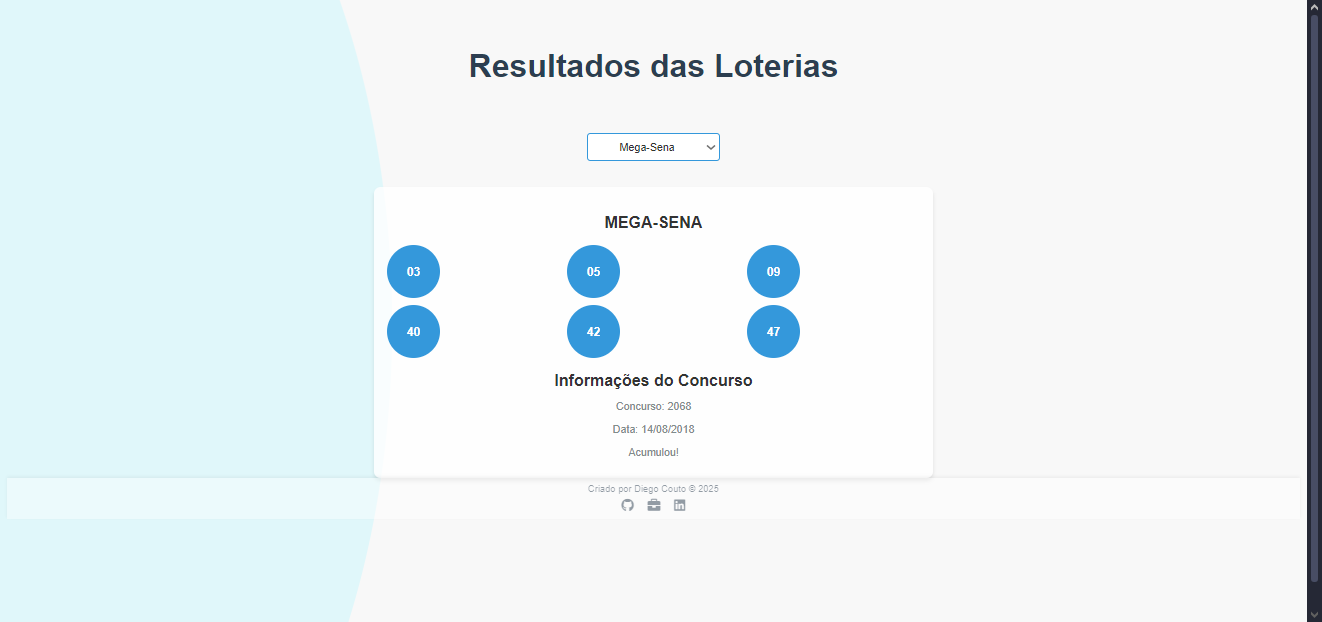 Resultados das Loterias
Mega-Sena
MEGA-SENA
03 05 09
40 42 47
Informações do Concurso
Concurso: 2068
Data: 14/08/2018
Acumulou!
Criado por Diego Couto © 2025